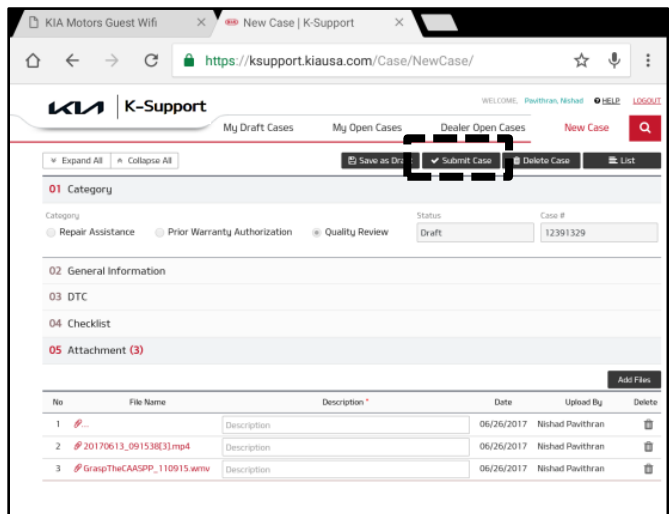 KIA Motors Guest Wifi × New Case | K-Support ×
https://ksupport.kiausa.com/Case/NewCase/
KIA K-Support
WELCOME, Pavithran, Nishad HELP LOGOUT
My Draft Cases My Open Cases Dealer Open Cases New Case
Expand All Collapse All Save as Draft Submit Case Delete Case List
01 Category
Category Status Case #
Repair Assistance Prior Warranty Authorization Quality Review Draft 12391329
02 General Information
03 DTC
04 Checklist
05 Attachment (3)
Add Files
No File Name Description * Date Upload By Delete
1 ... Description 06/26/2017 Nishad Pavithran
2 20170613_091538[3].mp4 Description 06/26/2017 Nishad Pavithran
3 GraspTheCAASPP_110915.wmv Description 06/26/2017 Nishad Pavithran